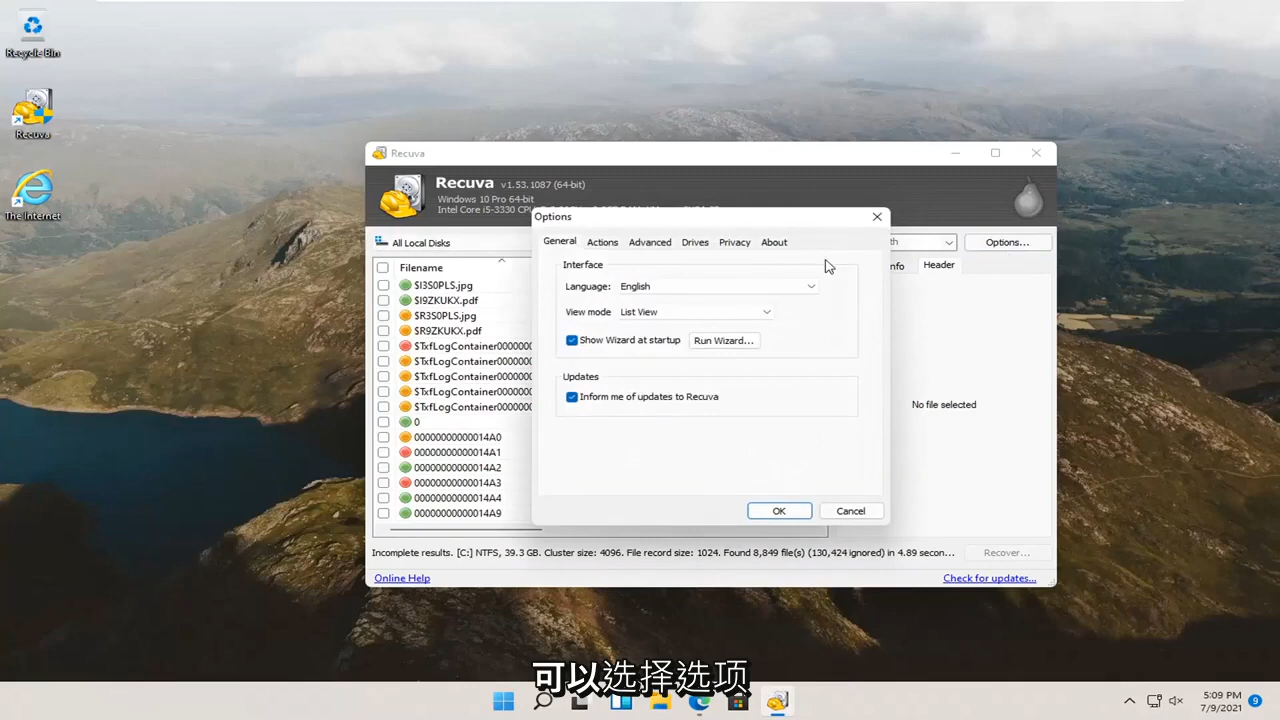 Recycle Bin
Recuva
The Internet
Recuva
Recuva v1.53.1087 (64-bit)
Windows 10 Pro 64-bit
Intel Core i5-3330 CPU
All Local Disks
Options...
Filename
$I3S0PLS.jpg
$I9ZKUKX.pdf
$R3S0PLS.jpg
$R9ZKUKX.pdf
$TxfLogContainer0000000
$TxfLogContainer0000000
$TxfLogContainer0000000
$TxfLogContainer0000000
$TxfLogContainer0000000
0
00000000000014A0
00000000000014A1
00000000000014A2
00000000000014A3
00000000000014A4
00000000000014A9
Options
General Actions Advanced Drives Privacy About
Interface
Language: English
View mode List View
Show Wizard at startup Run Wizard...
Updates
Inform me of updates to Recuva
OK Cancel
nfo Header
No file selected
Incomplete results. [C:] NTFS, 39.3 GB. Cluster size: 4096. File record size: 1024. Found 8,849 file(s) (130,424 ignored) in 4.89 secon...
Recover...
Online Help
Check for updates...
可以选择选项
5:09 PM
7/9/2021
9